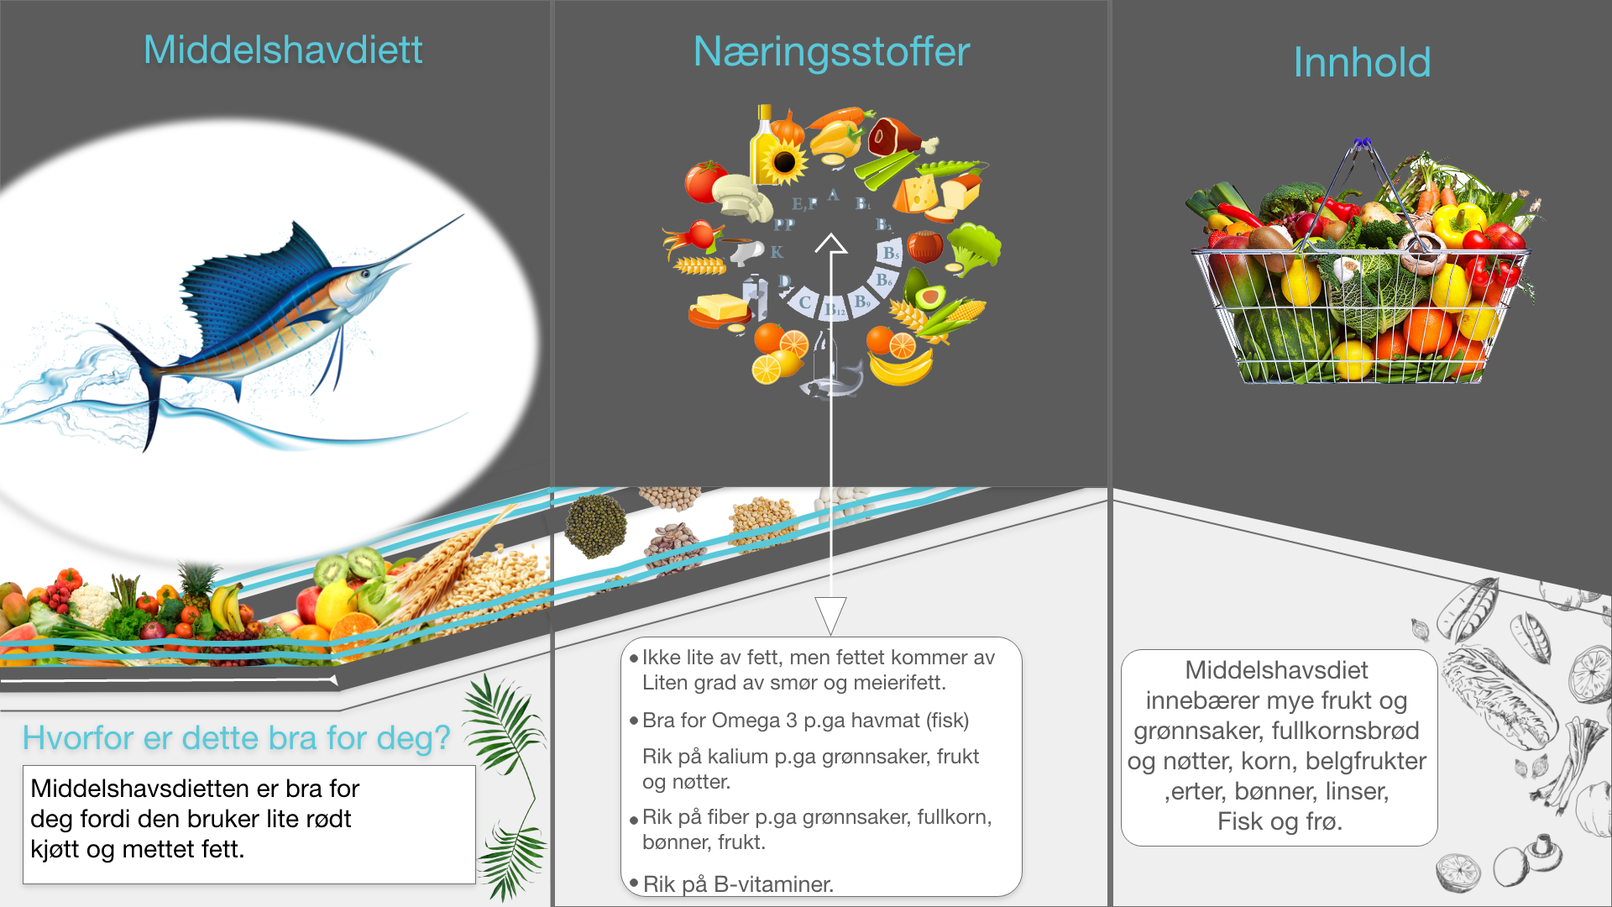 Middelshavdiett
Hvorfor er dette bra for deg?
Middelshavsdietten er bra for
deg fordi den bruker lite rødt
kjøtt og mettet fett.
Næringsstoffer
A
B₁
E,F
PP
K
B₅
D
B₆
C
B₁₂
B₉
• Ikke lite av fett, men fettet kommer av
Liten grad av smør og meierifett.
• Bra for Omega 3 p.ga havmat (fisk)
Rik på kalium p.ga grønnsaker, frukt
og nøtter.
• Rik på fiber p.ga grønnsaker, fullkorn,
bønner, frukt.
• Rik på B-vitaminer.
Innhold
Middelshavsdiet
innebærer mye frukt og
grønnsaker, fullkornsbrød
og nøtter, korn, belgfrukter
,erter, bønner, linser,
Fisk og frø.